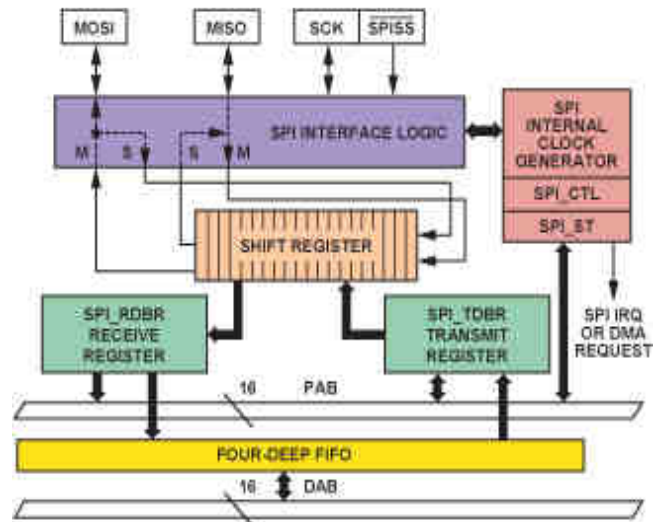 MOSI
MISO
SCK
SPISS
SPI INTERFACE LOGIC
M
S
S
M
SPI
INTERNAL
CLOCK
GENERATOR
SPI_CTL
SPI_ST
SHIFT REGISTER
SPI_RDBR
RECEIVE
REGISTER
SPI_TDBR
TRANSMIT
REGISTER
SPI IRQ
OR DMA
REQUEST
16
PAB
FOUR-DEEP FIFO
16
DAB